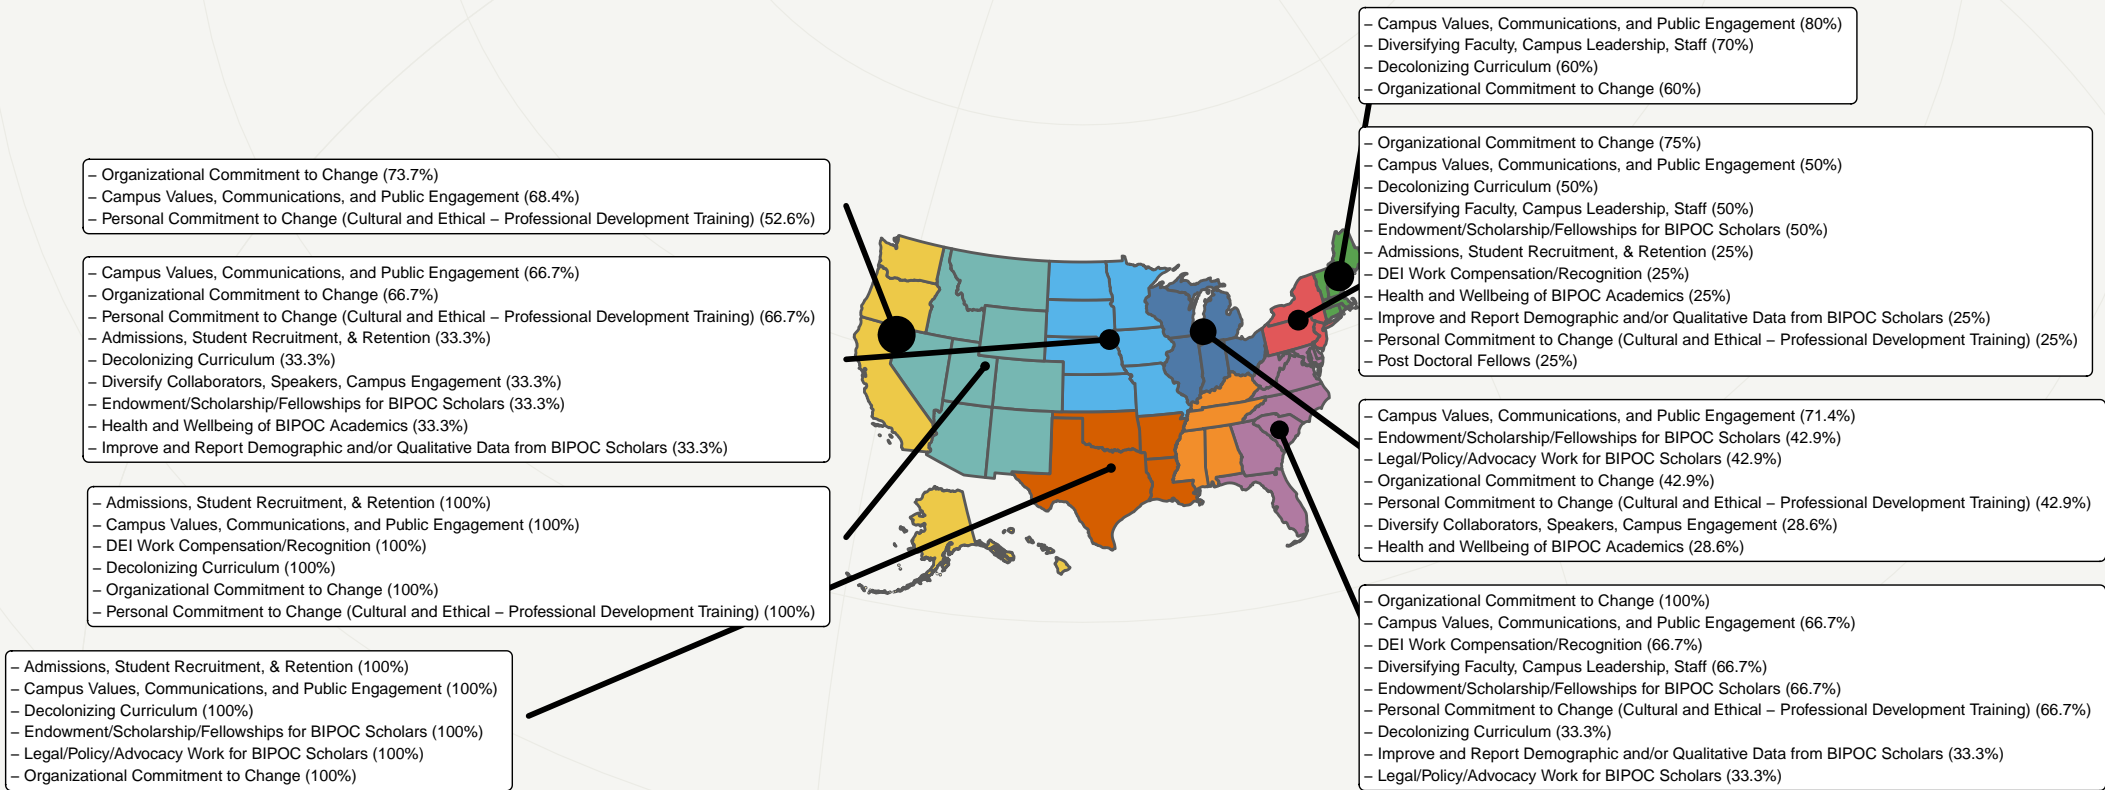 – Campus Values, Communications, and Public Engagement (80%)
– Diversifying Faculty, Campus Leadership, Staff (70%)
– Decolonizing Curriculum (60%)
– Organizational Commitment to Change (60%)
– Organizational Commitment to Change (75%)
– Campus Values, Communications, and Public Engagement (50%)
– Decolonizing Curriculum (50%)
– Diversifying Faculty, Campus Leadership, Staff (50%)
– Endowment/Scholarship/Fellowships for BIPOC Scholars (50%)
– Admissions, Student Recruitment, & Retention (25%)
– DEI Work Compensation/Recognition (25%)
– Health and Wellbeing of BIPOC Academics (25%)
– Improve and Report Demographic and/or Qualitative Data from BIPOC Scholars (25%)
– Personal Commitment to Change (Cultural and Ethical – Professional Development Training) (25%)
– Post Doctoral Fellows (25%)
– Organizational Commitment to Change (73.7%)
– Campus Values, Communications, and Public Engagement (68.4%)
– Personal Commitment to Change (Cultural and Ethical – Professional Development Training) (52.6%)
– Campus Values, Communications, and Public Engagement (66.7%)
– Organizational Commitment to Change (66.7%)
– Personal Commitment to Change (Cultural and Ethical – Professional Development Training) (66.7%)
– Admissions, Student Recruitment, & Retention (33.3%)
– Decolonizing Curriculum (33.3%)
– Diversify Collaborators, Speakers, Campus Engagement (33.3%)
– Endowment/Scholarship/Fellowships for BIPOC Scholars (33.3%)
– Health and Wellbeing of BIPOC Academics (33.3%)
– Improve and Report Demographic and/or Qualitative Data from BIPOC Scholars (33.3%)
– Campus Values, Communications, and Public Engagement (71.4%)
– Endowment/Scholarship/Fellowships for BIPOC Scholars (42.9%)
– Legal/Policy/Advocacy Work for BIPOC Scholars (42.9%)
– Organizational Commitment to Change (42.9%)
– Personal Commitment to Change (Cultural and Ethical – Professional Development Training) (42.9%)
– Diversify Collaborators, Speakers, Campus Engagement (28.6%)
– Health and Wellbeing of BIPOC Academics (28.6%)
– Admissions, Student Recruitment, & Retention (100%)
– Campus Values, Communications, and Public Engagement (100%)
– DEI Work Compensation/Recognition (100%)
– Decolonizing Curriculum (100%)
– Organizational Commitment to Change (100%)
– Personal Commitment to Change (Cultural and Ethical – Professional Development Training) (100%)
– Organizational Commitment to Change (100%)
– Campus Values, Communications, and Public Engagement (66.7%)
– DEI Work Compensation/Recognition (66.7%)
– Diversifying Faculty, Campus Leadership, Staff (66.7%)
– Endowment/Scholarship/Fellowships for BIPOC Scholars (66.7%)
– Personal Commitment to Change (Cultural and Ethical – Professional Development Training) (66.7%)
– Decolonizing Curriculum (33.3%)
– Improve and Report Demographic and/or Qualitative Data from BIPOC Scholars (33.3%)
– Legal/Policy/Advocacy Work for BIPOC Scholars (33.3%)
– Admissions, Student Recruitment, & Retention (100%)
– Campus Values, Communications, and Public Engagement (100%)
– Decolonizing Curriculum (100%)
– Endowment/Scholarship/Fellowships for BIPOC Scholars (100%)
– Legal/Policy/Advocacy Work for BIPOC Scholars (100%)
– Organizational Commitment to Change (100%)